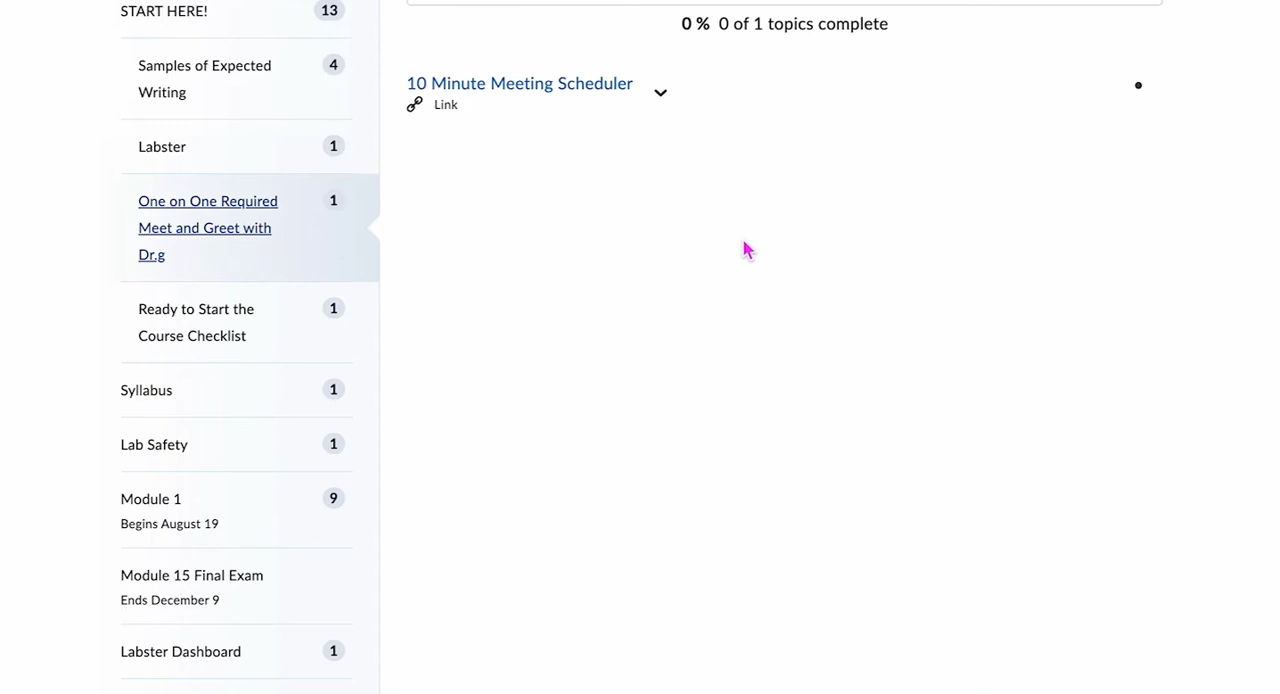 START HERE! 13
Samples of Expected 4
Writing
Labster 1
One on One Required 1
Meet and Greet with
Dr.g
Ready to Start the 1
Course Checklist
Syllabus 1
Lab Safety 1
Module 1 9
Begins August 19
Module 15 Final Exam
Ends December 9
Labster Dashboard 1
0 % 0 of 1 topics complete
10 Minute Meeting Scheduler
Link